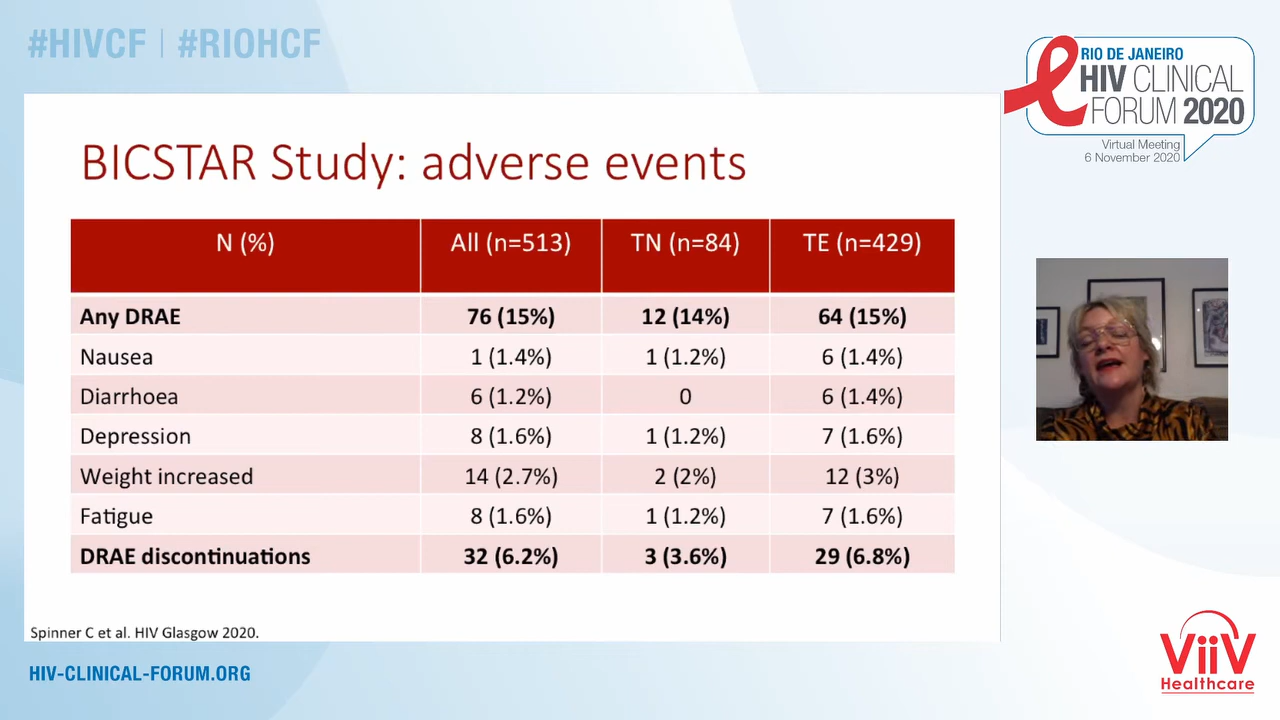 #HIVCF | #RIOHCF
RIO DE JANEIRO
HIV CLINICAL
FORUM 2020
Virtual Meeting
6 November 2020
BICSTAR Study: adverse events
N (%) All (n=513) TN (n=84) TE (n=429)
Any DRAE 76 (15%) 12 (14%) 64 (15%)
Nausea 1 (1.4%) 1 (1.2%) 6 (1.4%)
Diarrhoea 6 (1.2%) 0 6 (1.4%)
Depression 8 (1.6%) 1 (1.2%) 7 (1.6%)
Weight increased 14 (2.7%) 2 (2%) 12 (3%)
Fatigue 8 (1.6%) 1 (1.2%) 7 (1.6%)
DRAE discontinuations 32 (6.2%) 3 (3.6%) 29 (6.8%)
Spinner C et al. HIV Glasgow 2020.
HIV-CLINICAL-FORUM.ORG
ViiV
Healthcare